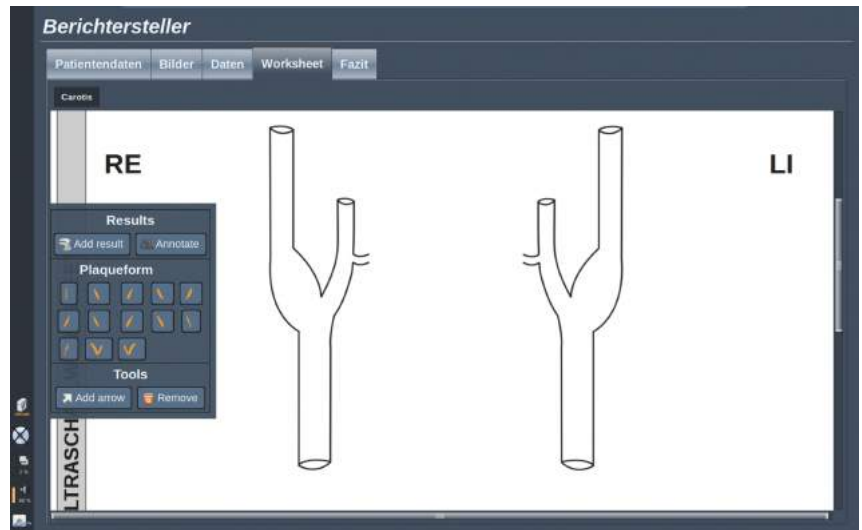 Berichtersteller
Patientendaten Bilder Daten Worksheet Fazit
Carotis
RE
LI
Results
Add result Annotate
Plaqueform
Tools
Add arrow Remove
LTRASCH